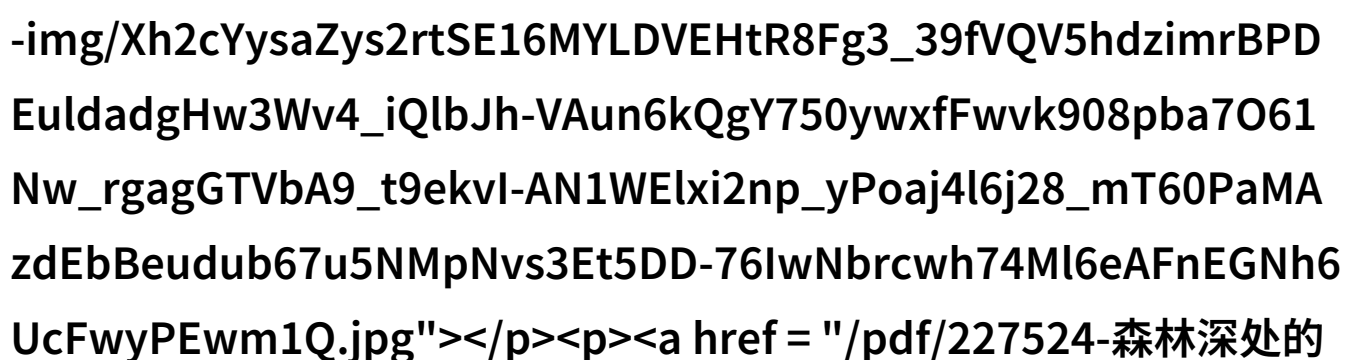 -img/Xh2cYysaZys2rtSE16MYLDVEHtR8Fg3_39fVQV5hdzimrBPD
EuldadgHw3Wv4_iQlbJh-VAun6kQgY750ywxfFwvk908pba7O61
Nw_rgagGTVbA9_t9ekvI-AN1WElxi2np_yPoaj4l6j28_mT60PaMA
zdEbBeudub67u5NMpNvs3Et5DD-76IwNbrcwh74Ml6eAFnEGNh6
UcFwyPEwm1Q.jpg"></p><p><a href = "/pdf/227524-森林深处的